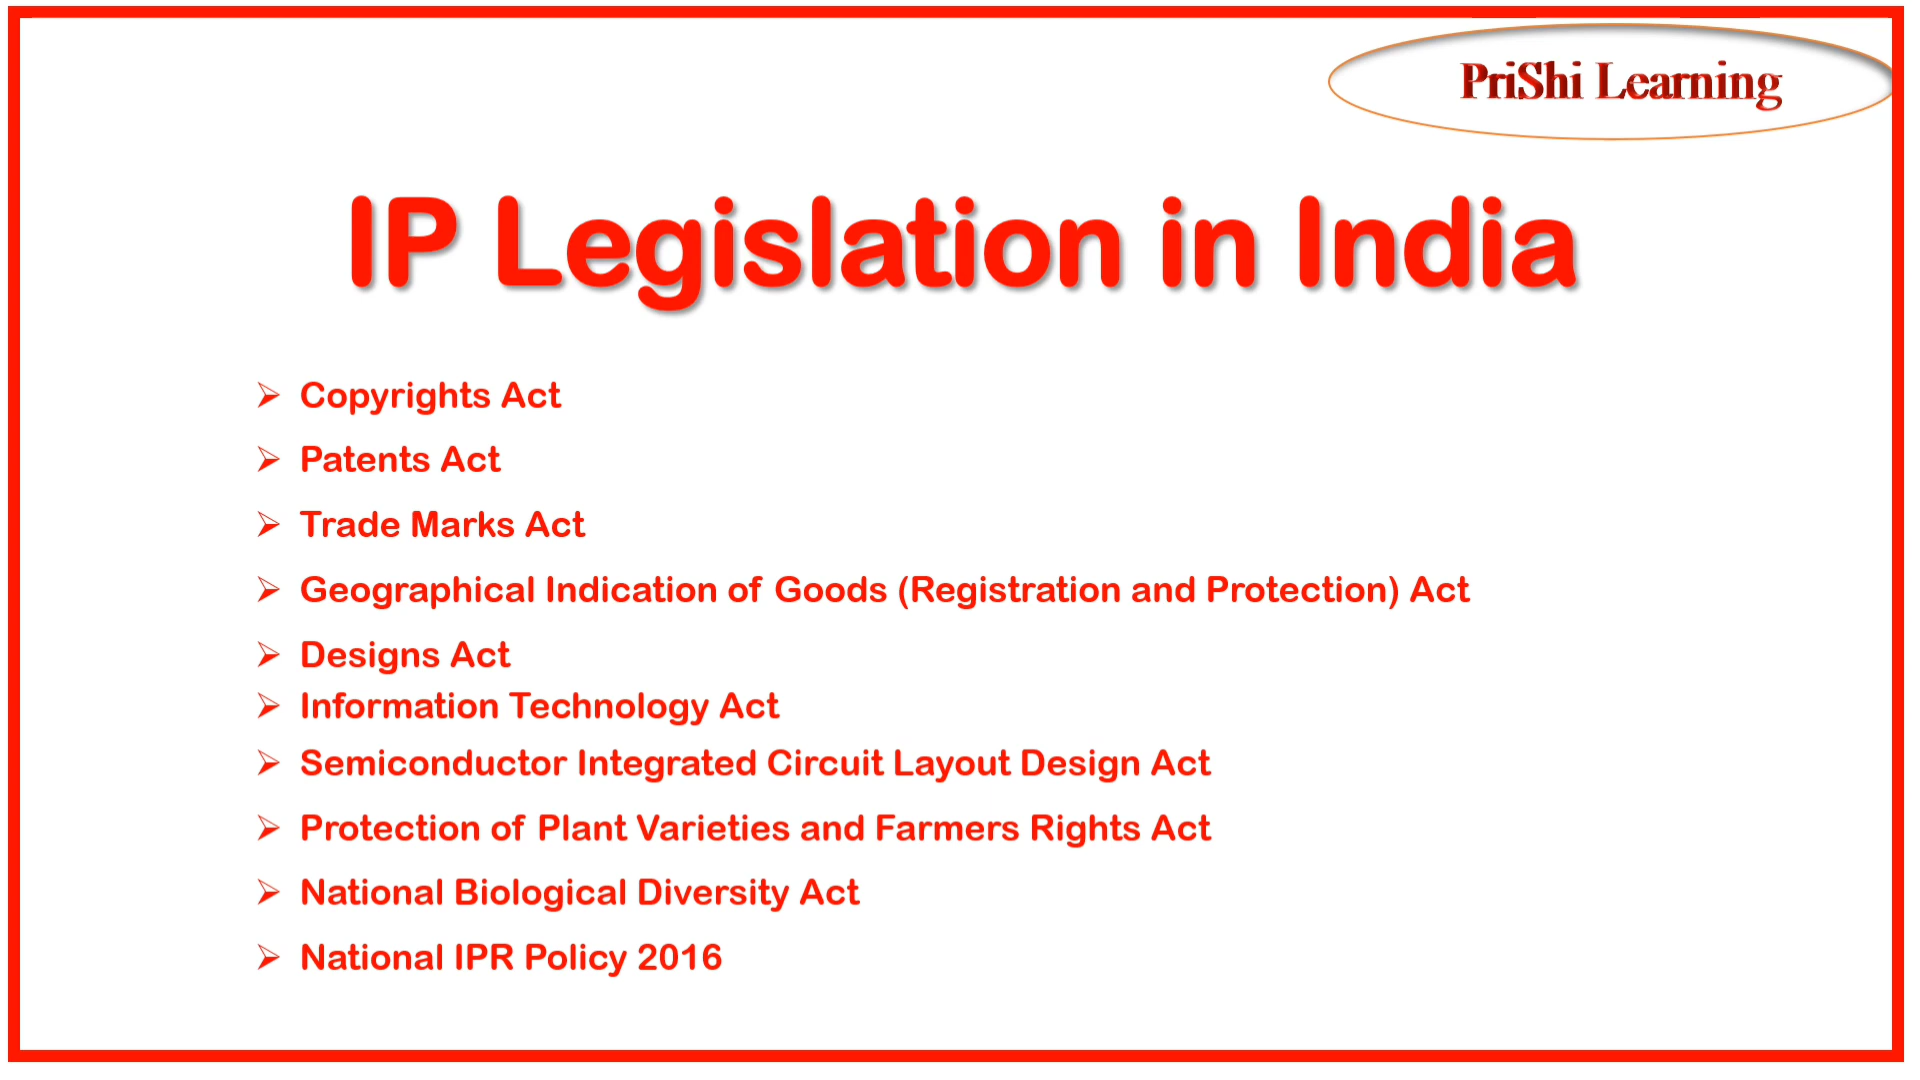 PriShi Learning
IP Legislation in India
➢ Copyrights Act
➢ Patents Act
➢ Trade Marks Act
➢ Geographical Indication of Goods (Registration and Protection) Act
➢ Designs Act
➢ Information Technology Act
➢ Semiconductor Integrated Circuit Layout Design Act
➢ Protection of Plant Varieties and Farmers Rights Act
➢ National Biological Diversity Act
➢ National IPR Policy 2016